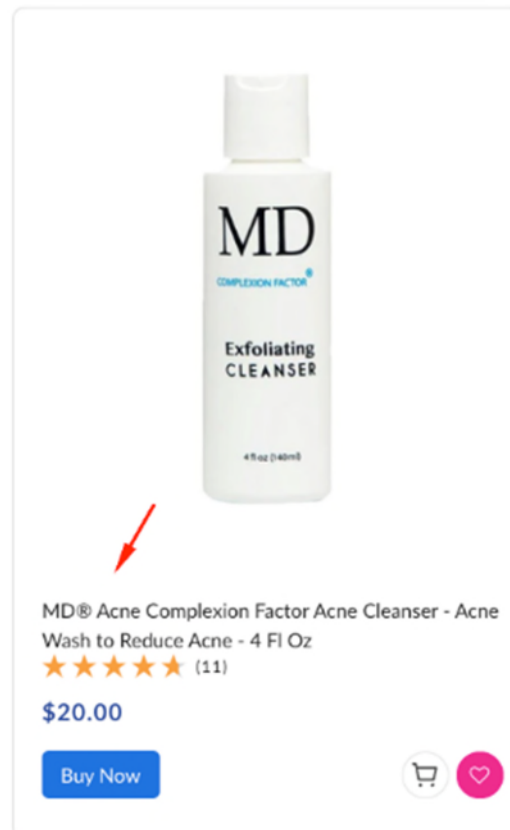 MD
COMPLEXION FACTOR®
Exfoliating
CLEANSER
4 fl oz (140ml)
MD® Acne Complexion Factor Acne Cleanser - Acne
Wash to Reduce Acne - 4 Fl Oz
(11)
$20.00
Buy Now